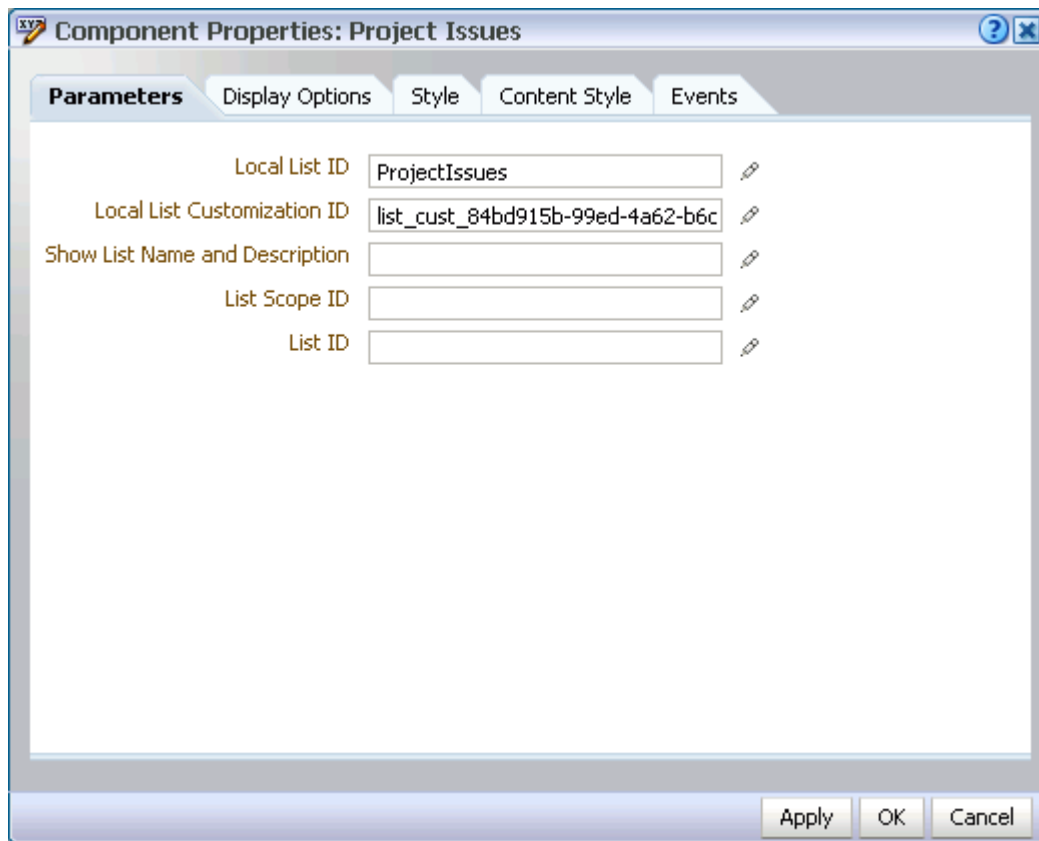 Component Properties: Project Issues
Parameters Display Options Style Content Style Events
Local List ID ProjectIssues
Local List Customization ID list_cust_84bd915b-99ed-4a62-b6c
Show List Name and Description
List Scope ID
List ID
Apply OK Cancel